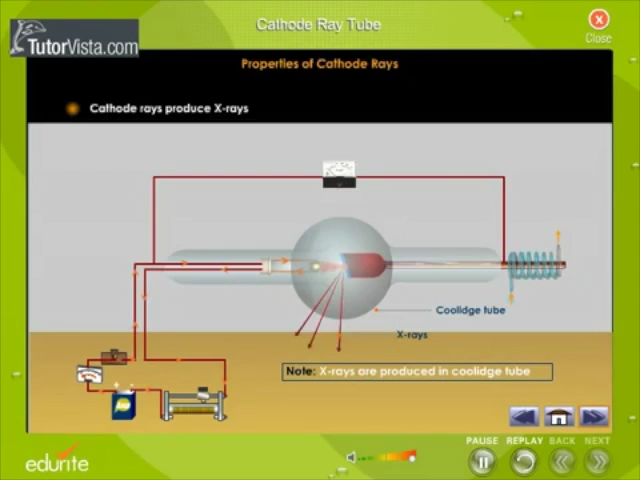 Cathode Ray Tube
Close
TutorVista.com
Properties of Cathode Rays
Cathode rays produce X-rays
Coolidge tube
X-rays
Note: X-rays are produced in coolidge tube
PAUSE REPLAY BACK NEXT
edurite